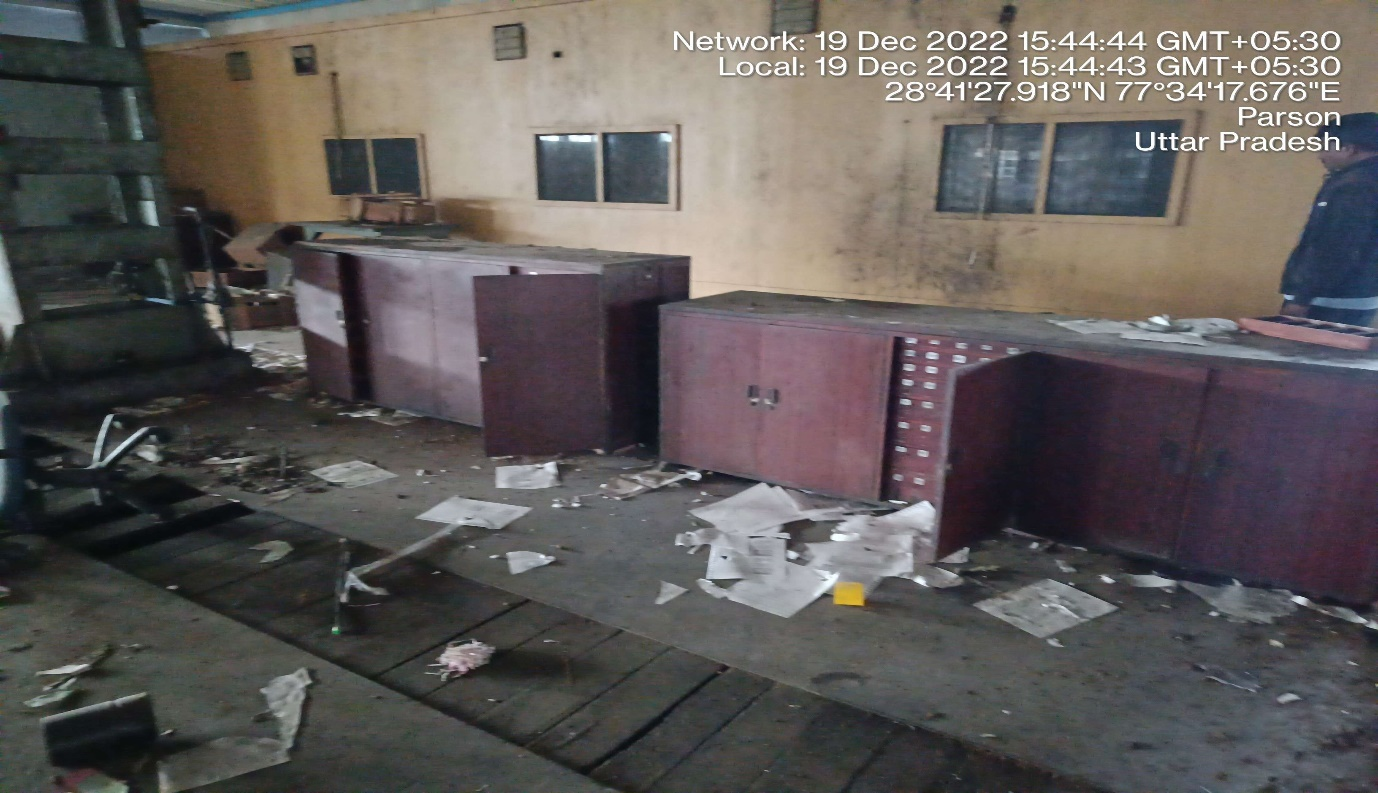 Network: 19 Dec 2022 15:44:44 GMT+05:30
Local: 19 Dec 2022 15:44:43 GMT+05:30
28°41'27.918"N 77°34'17.676"E
Parson
Uttar Pradesh